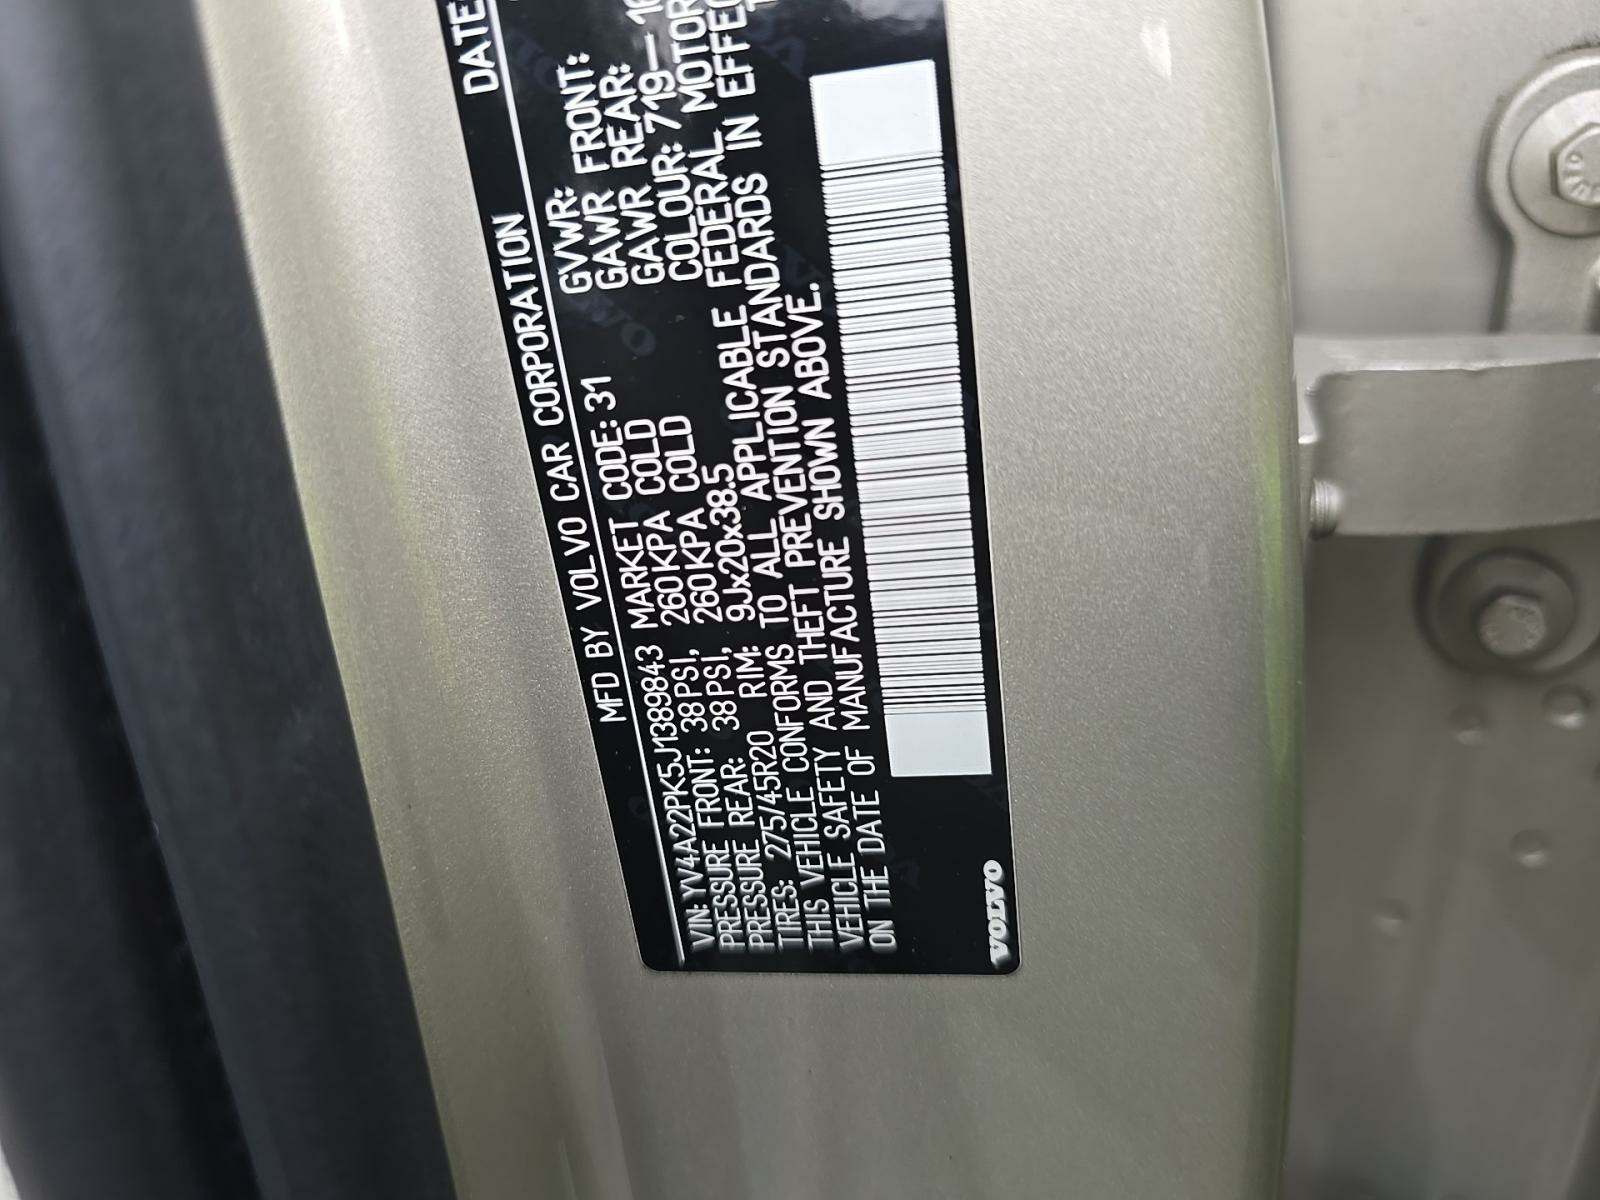 MFD BY VOLVO CAR CORPORATION DATE
VIN: YV4A22PK5J1389843 MARKET CODE: 31 GVWR:
PRESSURE FRONT: 38PSI, 260KPA COLD GAWR FRONT:
PRESSURE REAR: 38PSI, 260KPA COLD GAWR REAR:
TIRES: 275/45R20 RIM: 9Jx20x38.5 COLOUR: 719-
THIS VEHICLE CONFORMS TO ALL APPLICABLE FEDERAL MOTOR
VEHICLE SAFETY AND THEFT PREVENTION STANDARDS IN EFFEC
ON THE DATE OF MANUFACTURE SHOWN ABOVE.
VOLVO